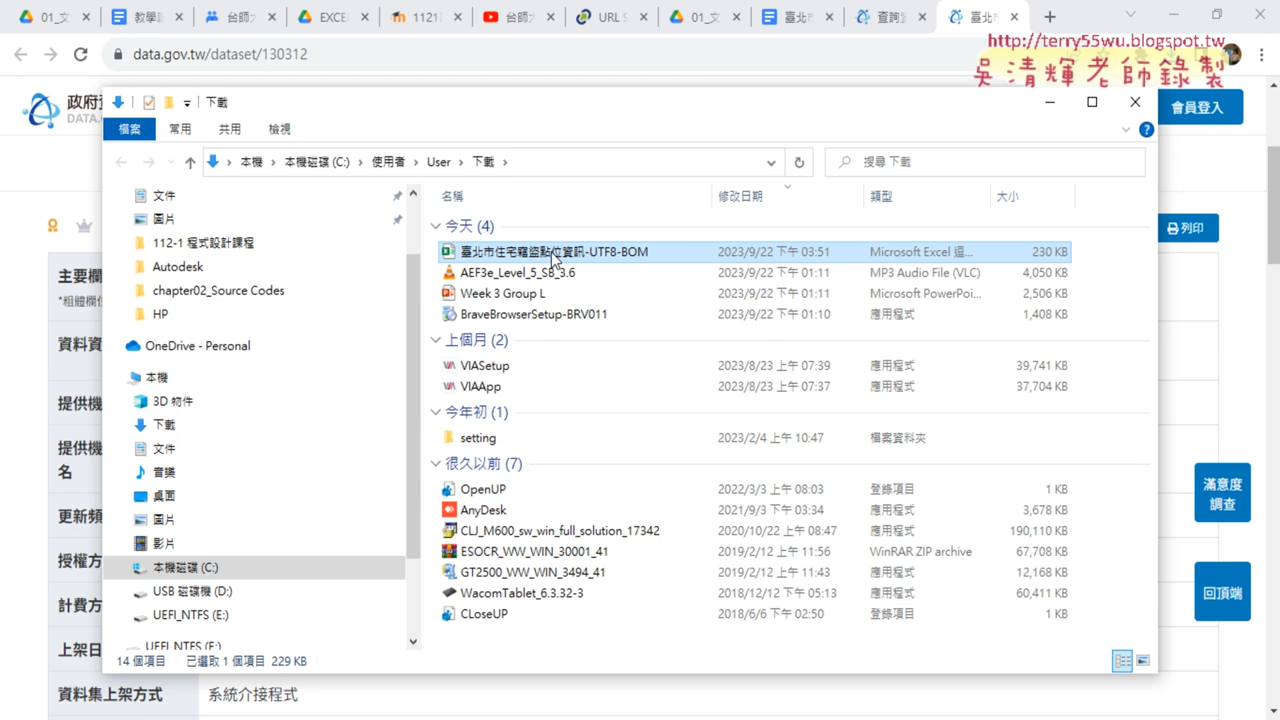 01_文
教學
台師大
EXCE
1121
台師
URL S
01_文
臺北市
查詢
臺北市
data.gov.tw/dataset/130312
http://terry55wu.blogspot.tw
吳清輝老師錄製
政府資
DATA.
會員登入
下載
檔案
常用
共用
檢視
本機
本機磁碟 (C:)
使用者
User
下載
搜尋 下載
名稱
修改日期
類型
大小
文件
圖片
112-1 程式設計課程
Autodesk
chapter02_Source Codes
HP
OneDrive - Personal
本機
3D 物件
下載
文件
音樂
桌面
圖片
影片
本機磁碟 (C:)
USB 磁碟機 (D:)
UEFI_NTFS (E:)
UEFI_NTFS (E:)
今天 (4)
臺北市住宅竊盜點位資訊-UTF8-BOM 2023/9/22 下午 03:51 Microsoft Excel 逗... 230 KB
AEF3e_Level_5_SB_3.6 2023/9/22 下午 01:11 MP3 Audio File (VLC) 4,050 KB
Week 3 Group L 2023/9/22 下午 01:11 Microsoft PowerPoi... 2,506 KB
BraveBrowserSetup-BRV011 2023/9/22 下午 01:10 應用程式 1,408 KB
上個月 (2)
VIASetup 2023/8/23 上午 07:39 應用程式 39,741 KB
VIAApp 2023/8/23 上午 07:37 應用程式 37,704 KB
今年初 (1)
setting 2023/2/4 上午 10:47 檔案資料夾
很久以前 (7)
OpenUP 2022/3/3 上午 08:03 登錄項目 1 KB
AnyDesk 2021/9/3 下午 03:34 應用程式 3,678 KB
CLJ_M600_sw_win_full_solution_17342 2020/10/22 上午 08:47 應用程式 190,110 KB
ESOCR_WW_WIN_30001_41 2019/2/12 上午 11:56 WinRAR ZIP archive 67,708 KB
GT2500_WW_WIN_3494_41 2019/2/12 上午 11:43 應用程式 12,168 KB
WacomTablet_6.3.32-3 2018/12/12 下午 05:13 應用程式 60,411 KB
CLoseUP 2018/6/6 下午 02:50 登錄項目 1 KB
14 個項目 已選取 1 個項目 229 KB
列印
主要欄
*粗體欄位
資料資
提供機
提供機
名
更新頻
授權方
計費方
上架日
資料集上架方式 系統介接程式
滿意度
調查
回頂端